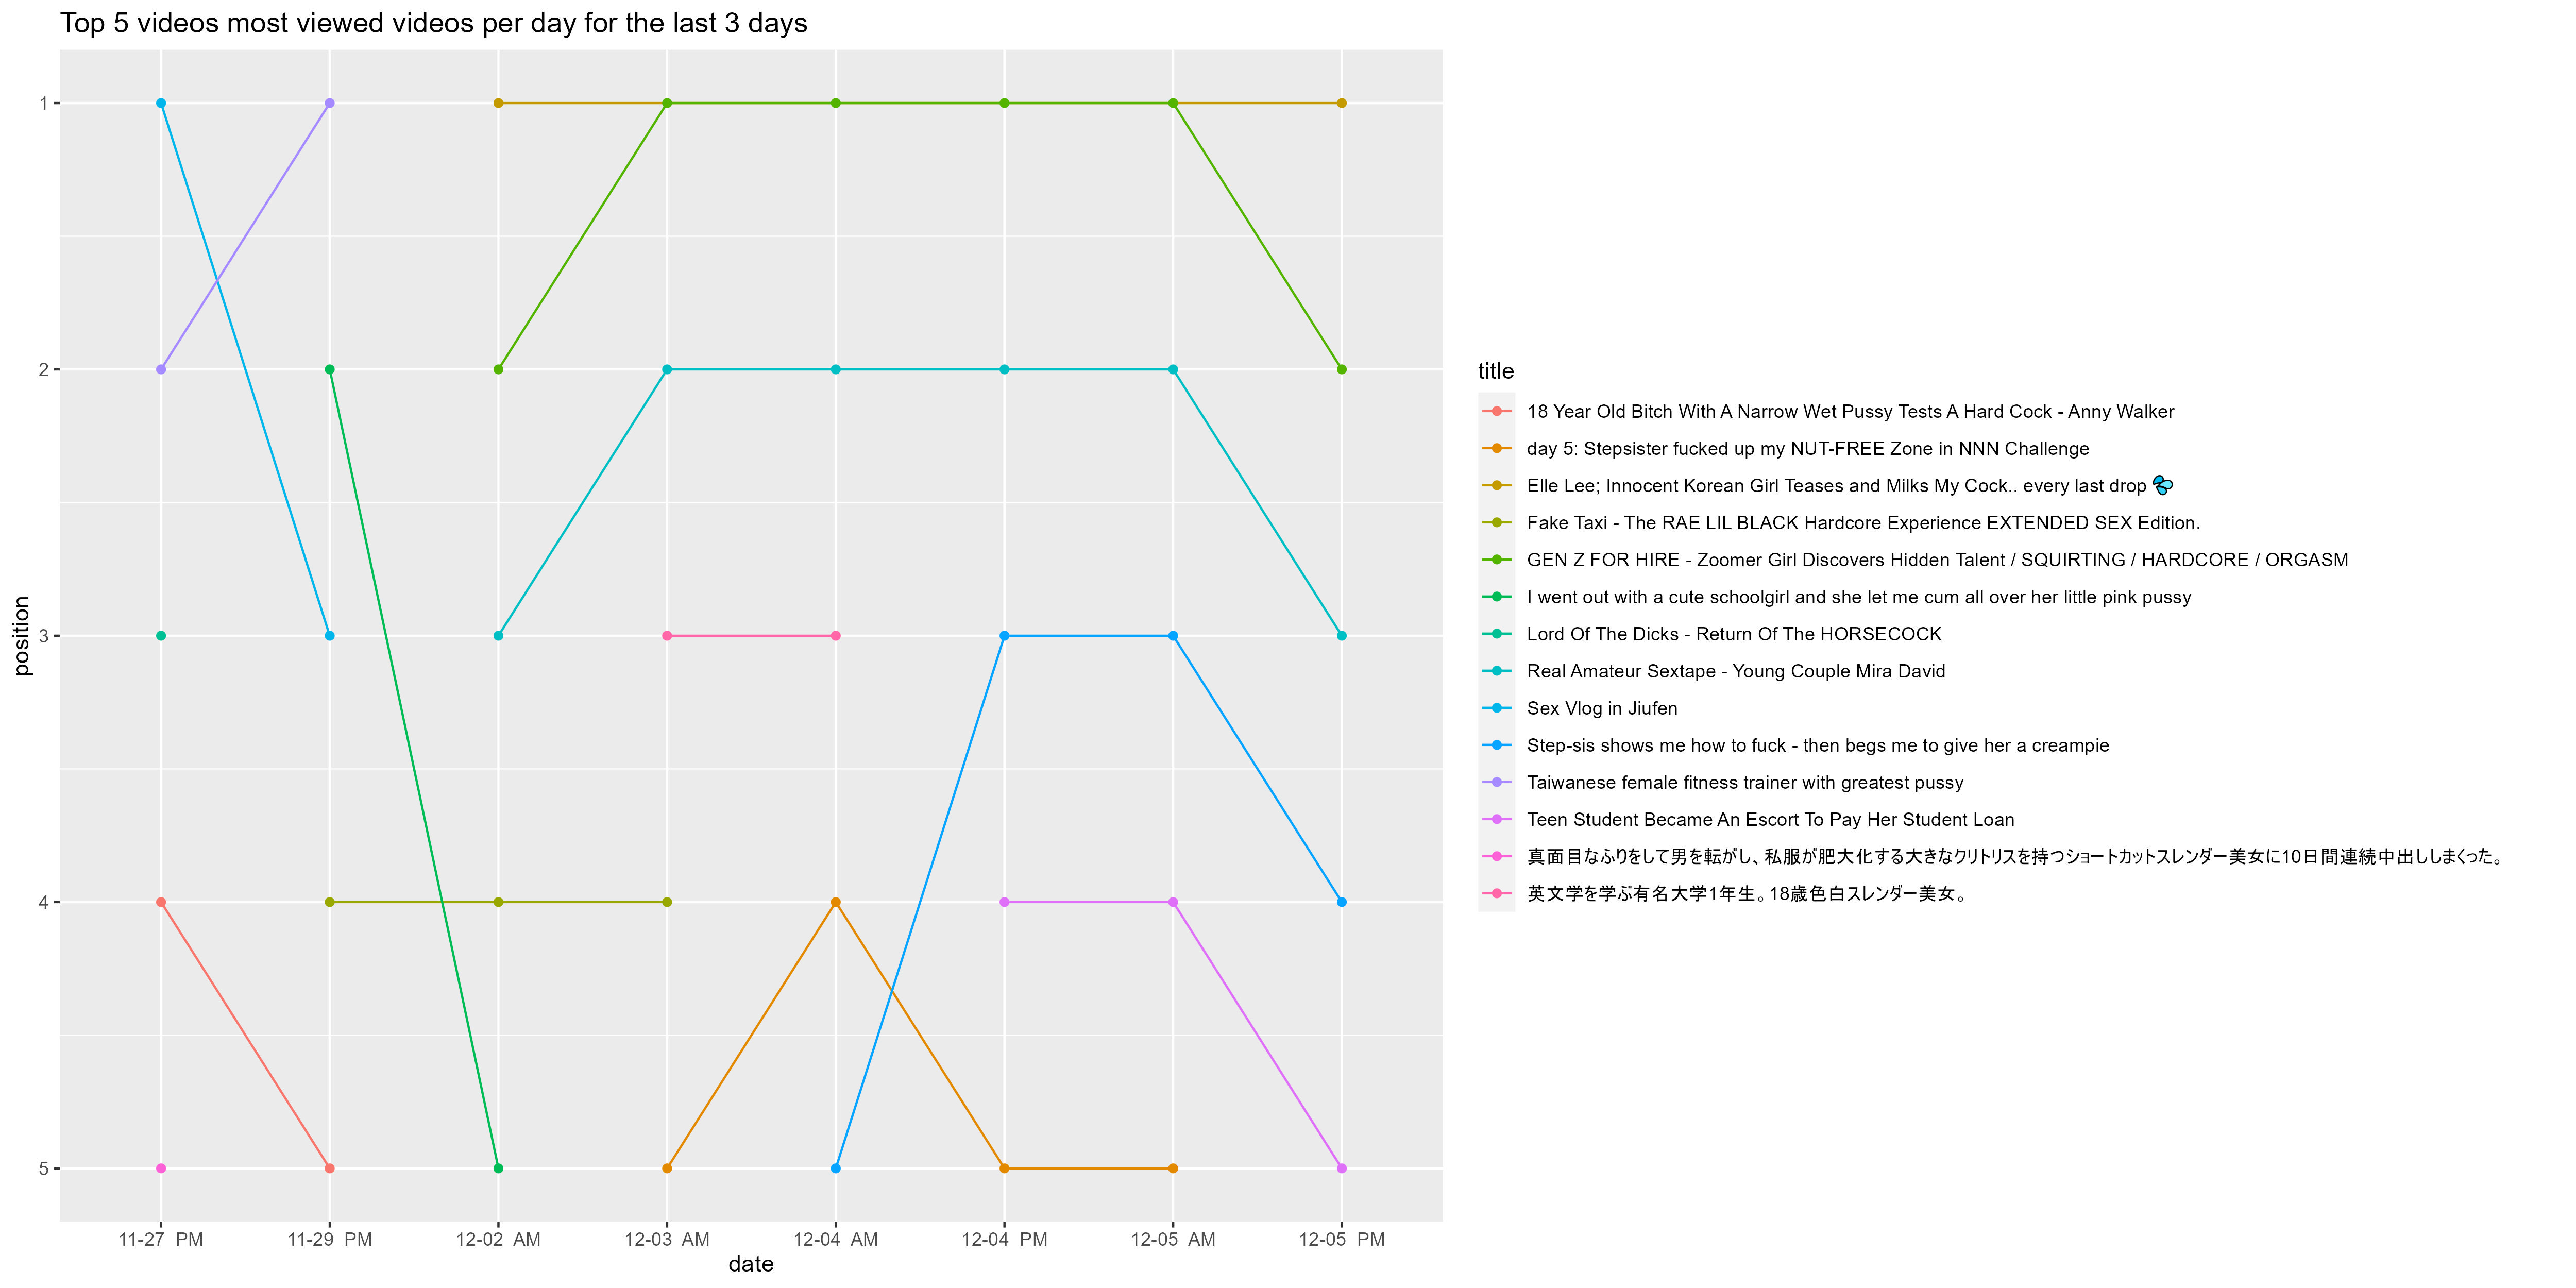 Top 5 videos most viewed videos per day for the last 3 days
position
1
2
3
4
5
11-27 PM
11-29 PM
12-02 AM
12-03 AM
12-04 AM
12-04 PM
12-05 AM
12-05 PM
date
title
18 Year Old Bitch With A Narrow Wet Pussy Tests A Hard Cock - Anny Walker
day 5: Stepsister fucked up my NUT-FREE Zone in NNN Challenge
Elle Lee; Innocent Korean Girl Teases and Milks My Cock.. every last drop 💦
Fake Taxi - The RAE LIL BLACK Hardcore Experience EXTENDED SEX Edition.
GEN Z FOR HIRE - Zoomer Girl Discovers Hidden Talent / SQUIRTING / HARDCORE / ORGASM
I went out with a cute schoolgirl and she let me cum all over her little pink pussy
Lord Of The Dicks - Return Of The HORSECOCK
Real Amateur Sextape - Young Couple Mira David
Sex Vlog in Jiufen
Step-sis shows me how to fuck - then begs me to give her a creampie
Taiwanese female fitness trainer with greatest pussy
Teen Student Became An Escort To Pay Her Student Loan
真面目なふりをして男を転がし、私服が肥大化する大きなクリトリスを持つショートカットスレンダー美女に10日間連続中出ししまくった。
英文学を学ぶ有名大学1年生。18歳色白スレンダー美女。